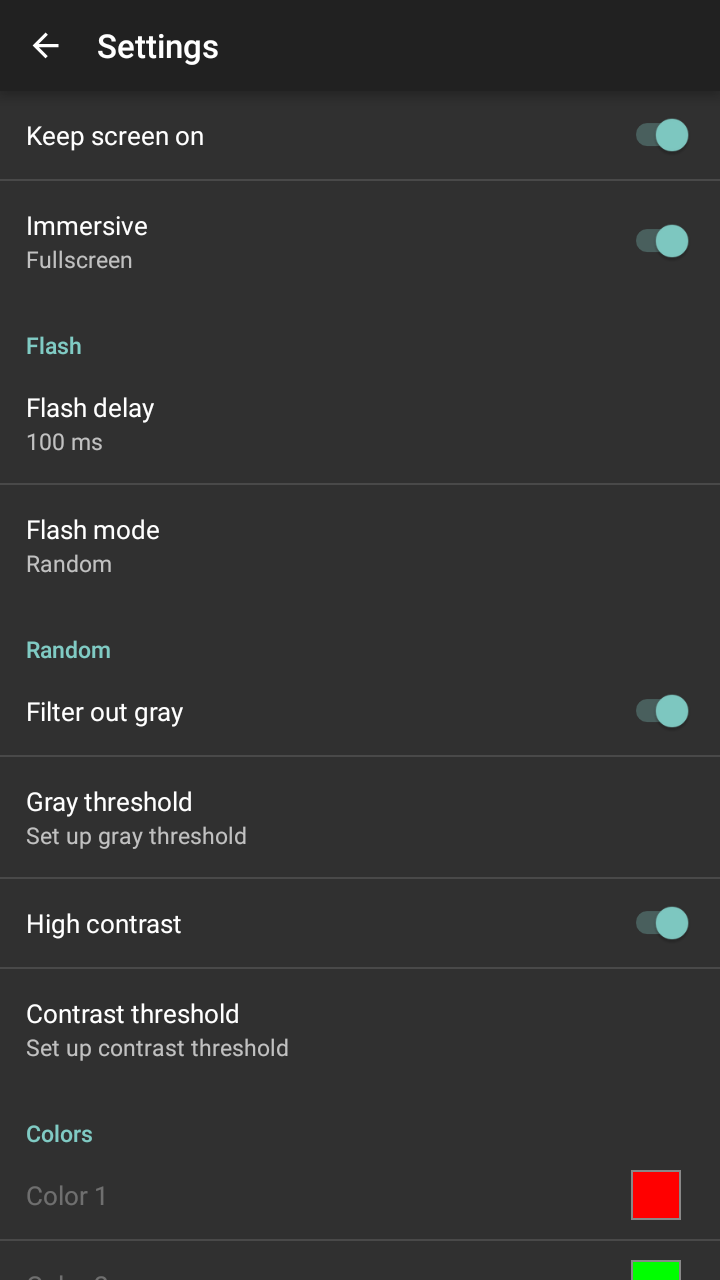 Settings
Keep screen on
Immersive
Fullscreen
Flash
Flash delay
100 ms
Flash mode
Random
Random
Filter out gray
Gray threshold
Set up gray threshold
High contrast
Contrast threshold
Set up contrast threshold
Colors
Color 1